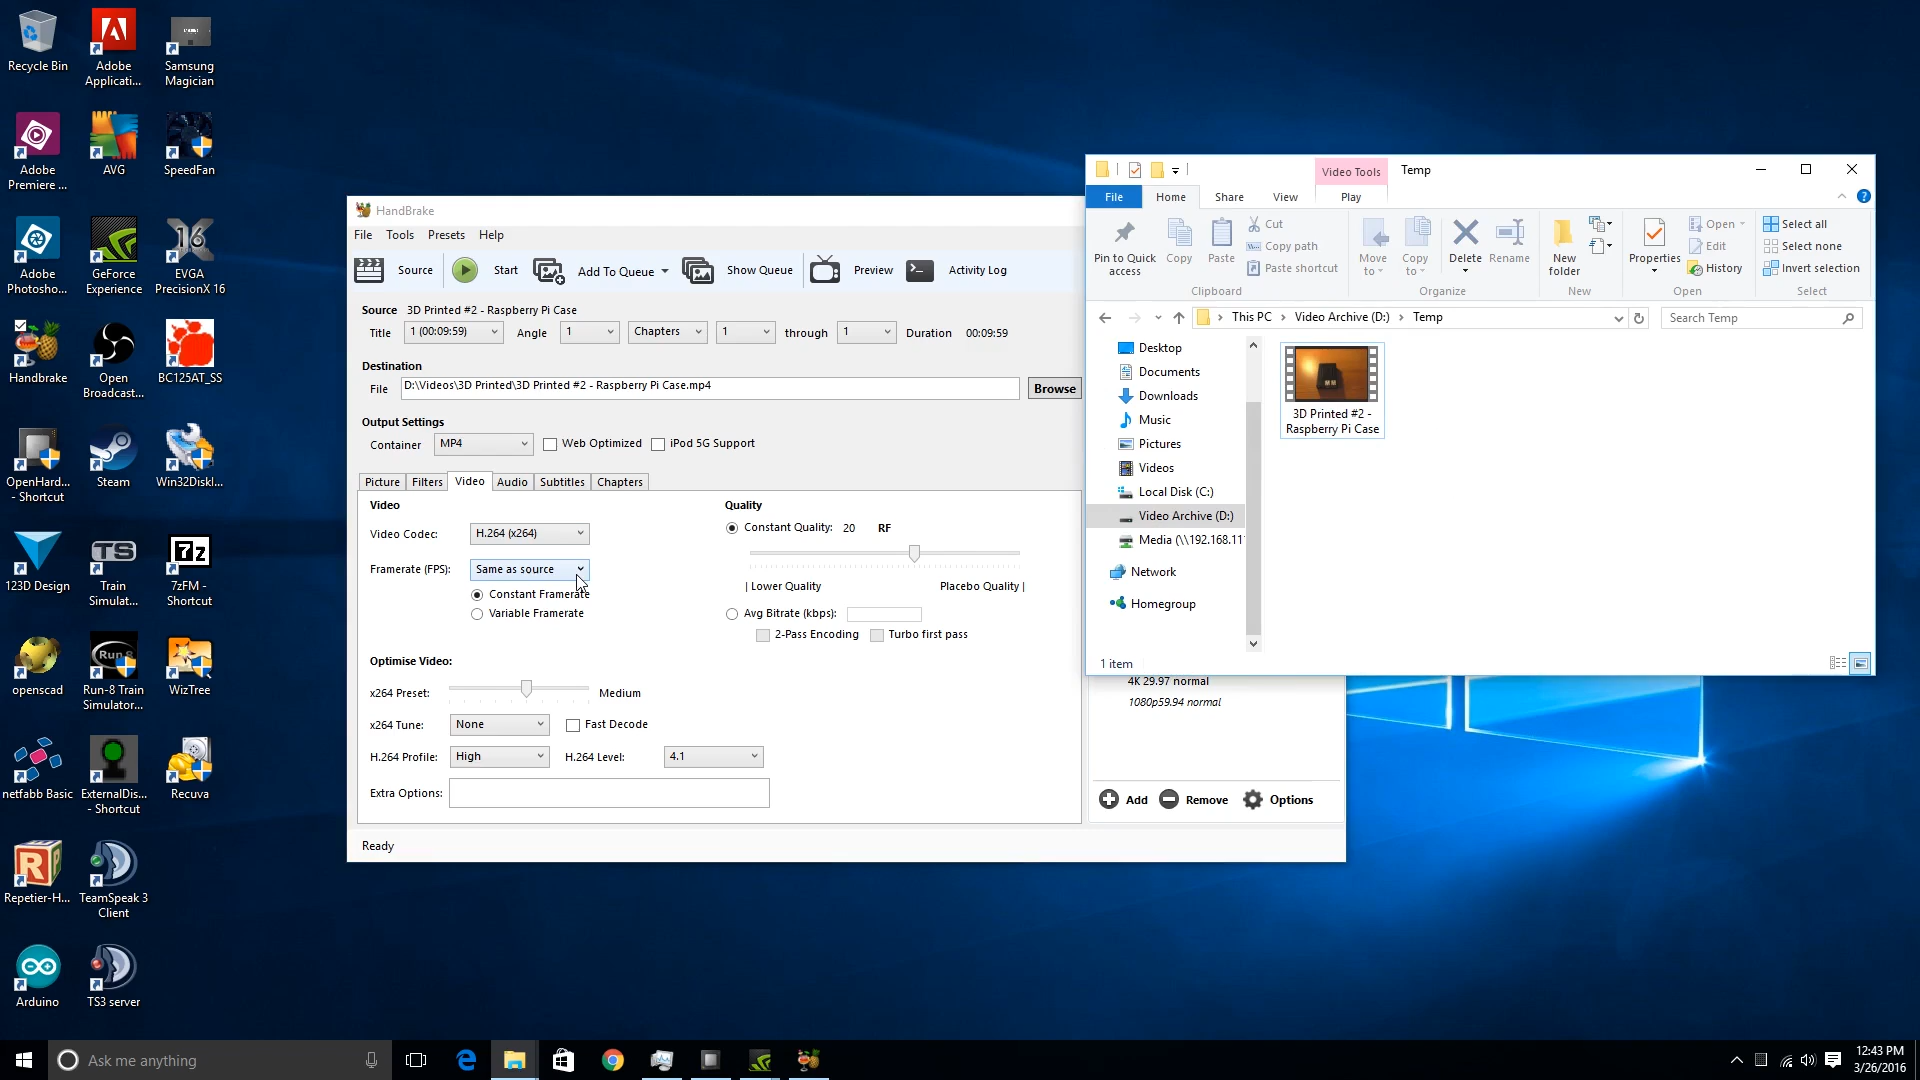 Recycle Bin
Adobe
Applicati...
Samsung
Magician
Adobe
Premiere ...
AVG
SpeedFan
Adobe
Photosho...
GeForce
Experience
EVGA
PrecisionX 16
Handbrake
Open
Broadcast...
BC125AT_SS
OpenHard...
- Shortcut
Steam
Win32DiskI...
123D Design
Train
Simulat...
7zFM -
Shortcut
openscad
Run-8 Train
Simulator...
WizTree
netfabb Basic
ExternalDis...
- Shortcut
Recuva
Repetier-H...
TeamSpeak 3
Client
Arduino
TS3 server
HandBrake
File Tools Presets Help
Source Start Add To Queue Show Queue Preview Activity Log
Source 3D Printed #2 - Raspberry Pi Case
Title 1 (00:09:59) Angle 1 Chapters 1 through 1 Duration 00:09:59
Destination
File D:\Videos\3D Printed\3D Printed #2 - Raspberry Pi Case.mp4 Browse
Output Settings
Container MP4 Web Optimized iPod 5G Support
Picture Filters Video Audio Subtitles Chapters
Video
Quality
Video Codec: H.264 (x264)
Constant Quality: 20 RF
Framerate (FPS): Same as source
| Lower Quality Placebo Quality |
Constant Framerate
Variable Framerate
Avg Bitrate (kbps):
2-Pass Encoding Turbo first pass
Optimise Video:
x264 Preset: Medium
x264 Tune: None Fast Decode
H.264 Profile: High H.264 Level: 4.1
Extra Options:
Ready
4K 29.97 normal
1080p59.94 normal
Add Remove Options
Video Tools Temp
File Home Share View Play
Pin to Quick
access
Copy
Paste
Cut
Copy path
Paste shortcut
Clipboard
Move
to
Copy
to
Delete
Rename
Organize
New
folder
New
Properties
Open
Edit
History
Open
Select all
Select none
Invert selection
Select
This PC Video Archive (D:) Temp
Search Temp
Desktop
Documents
Downloads
Music
Pictures
Videos
Local Disk (C:)
Video Archive (D:)
Media (\\192.168.11
Network
Homegroup
3D Printed #2 -
Raspberry Pi Case
1 item
Ask me anything
12:43 PM
3/26/2016